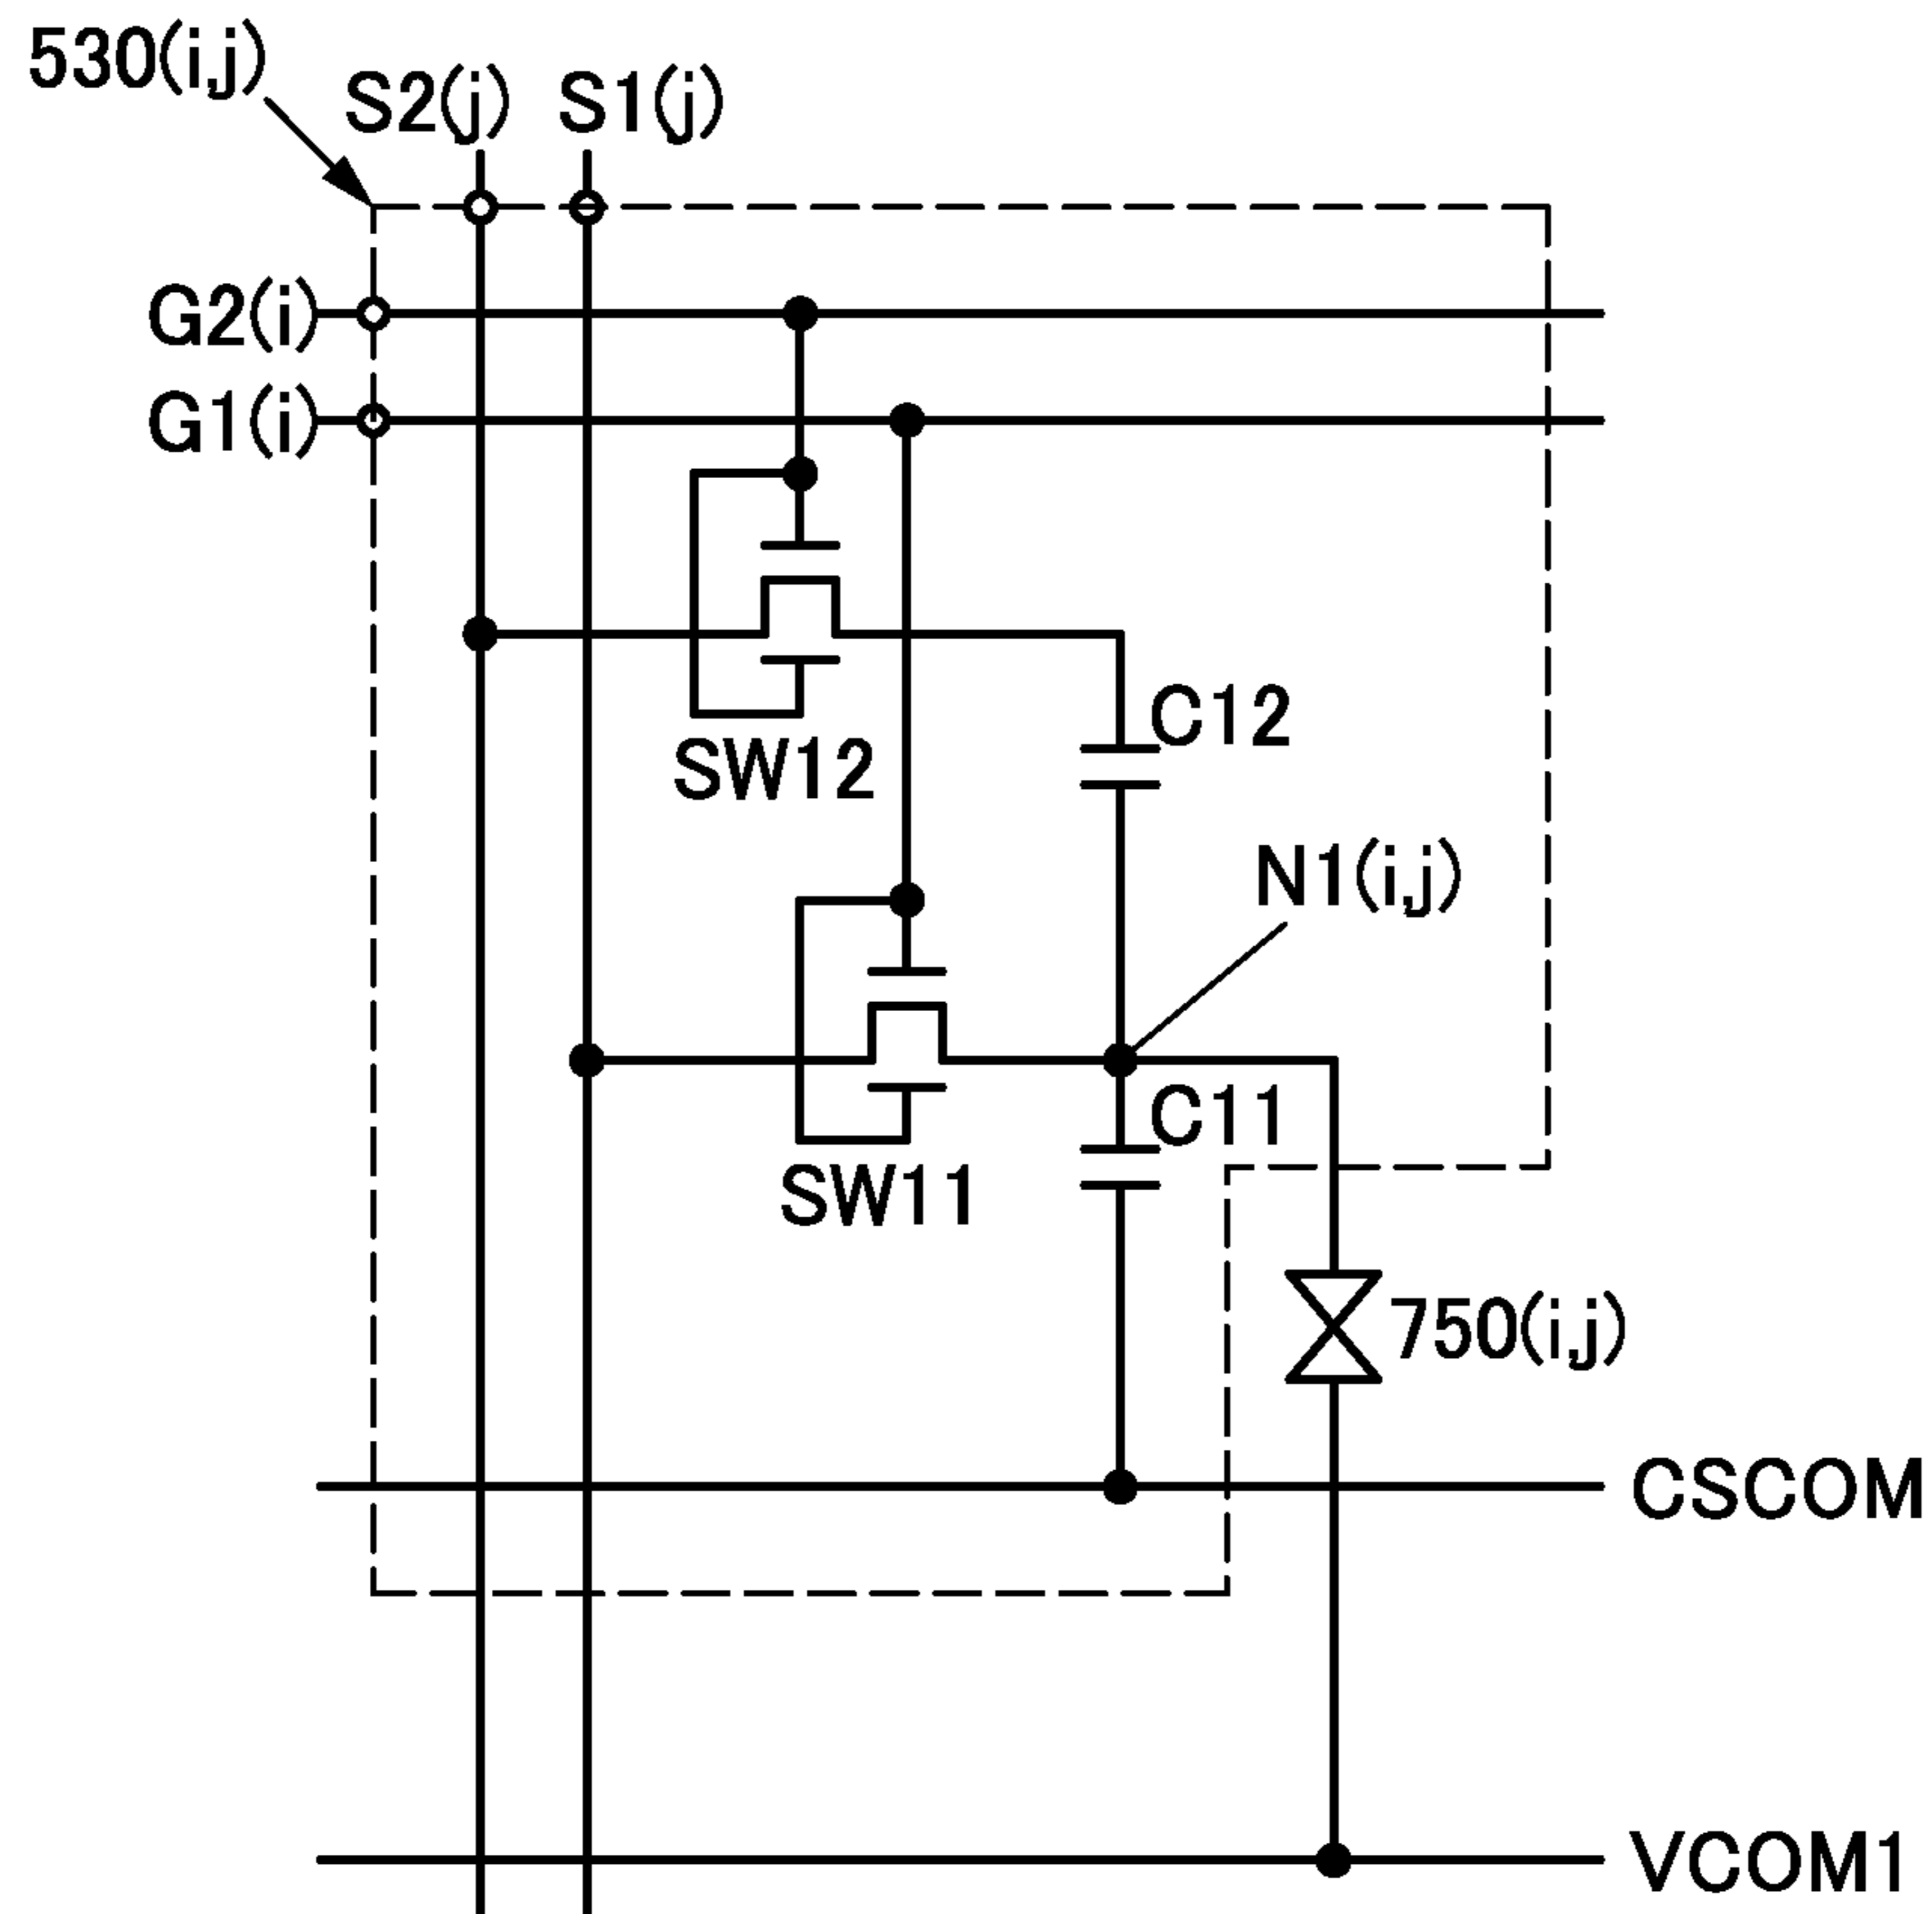 530(i,j)
S2(j)
S1(j)
G2(i)
G1(i)
C12
SW12
N1(i,j)
C11
SW11
750(i,j)
CSCOM
VCOM1